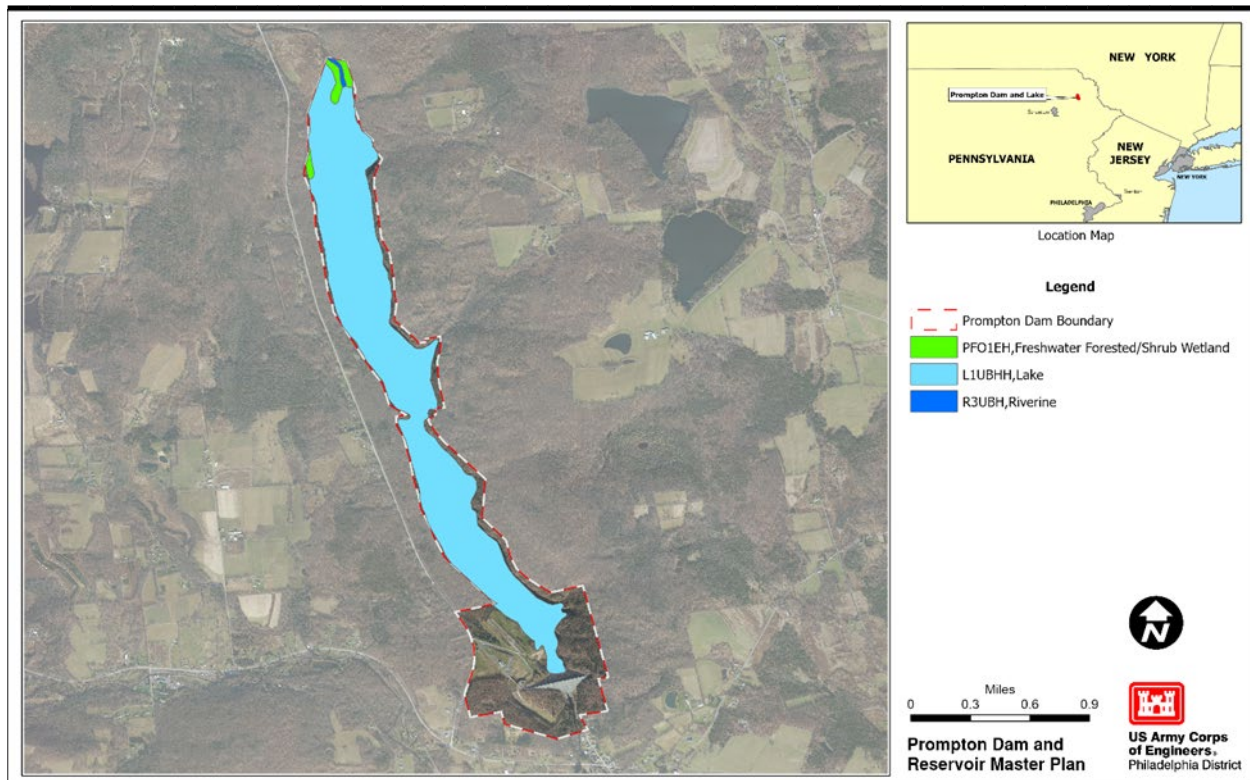 NEW YORK
Prompton Dam and Lake
Scranton
PENNSYLVANIA
NEW
JERSEY
NEW YORK
Trenton
PHILADELPHIA
Location Map
Legend
Prompton Dam Boundary
PFO1EH,Freshwater Forested/Shrub Wetland
L1UBHH,Lake
R3UBH,Riverine
N
Miles
0 0.3 0.6 0.9
Prompton Dam and
Reservoir Master Plan
US Army Corps
of Engineers®
Philadelphia District